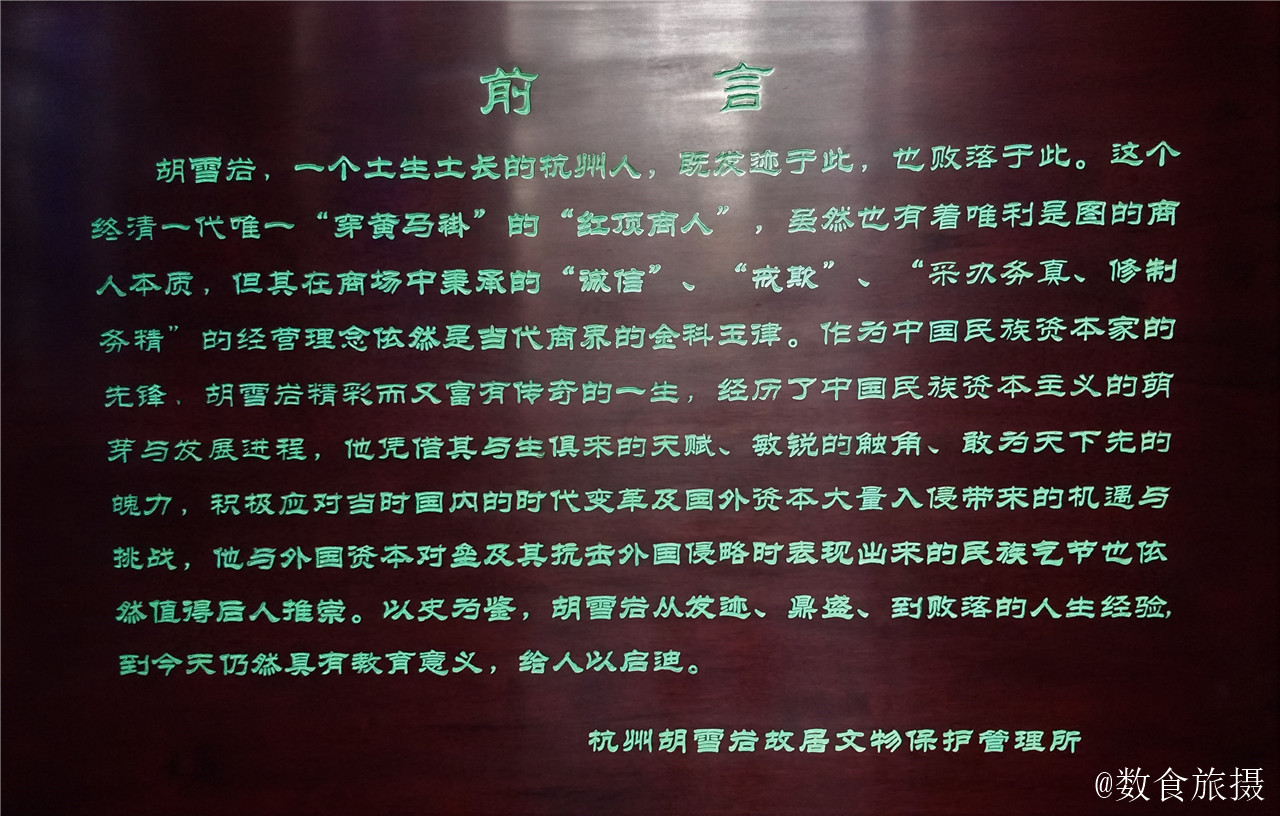 前言
胡雪岩，一个土生土长的杭州人，既发迹于此，也败落于此。这个
终清一代唯一“穿黄马褂”的“红顶商人”，虽然也有着唯利是图的商
人本质，但其在商场中秉承的“诚信”、“戒欺”、“采办务真、修制
务精”的经营理念依然是当代商界的金科玉律。作为中国民族资本家的
先锋，胡雪岩精彩而又富有传奇的一生，经历了中国民族资本主义的萌
芽与发展进程，他凭借其与生俱来的天赋、敏锐的触角、敢为天下先的
魄力，积极应对当时国内的时代变革及国外资本大量入侵带来的机遇与
挑战，他与外国资本对垒及其抗击外国侵略时表现出来的民族气节也依
然值得后人推崇。以史为鉴，胡雪岩从发迹、鼎盛、到败落的人生经验，
到今天仍然具有教育意义，给人以启迪。
杭州胡雪岩故居文物保护管理所
@数食旅摄